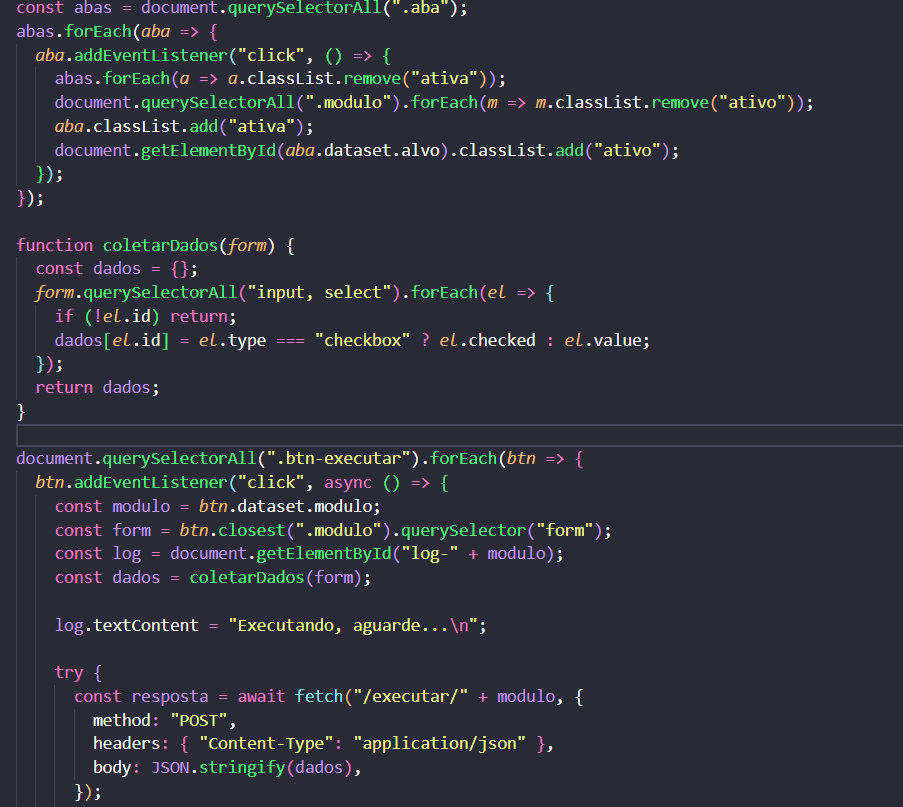 const abas = document.querySelectorAll(".aba");
abas.forEach(aba => {
  aba.addEventListener("click", () => {
    abas.forEach(a => a.classList.remove("ativa"));
    document.querySelectorAll(".modulo").forEach(m => m.classList.remove("ativo"));
    aba.classList.add("ativa");
    document.getElementById(aba.dataset.alvo).classList.add("ativo");
  });
});

function coletarDados(form) {
  const dados = {};
  form.querySelectorAll("input, select").forEach(el => {
    if (!el.id) return;
    dados[el.id] = el.type === "checkbox" ? el.checked : el.value;
  });
  return dados;
}

document.querySelectorAll(".btn-executar").forEach(btn => {
  btn.addEventListener("click", async () => {
    const modulo = btn.dataset.modulo;
    const form = btn.closest(".modulo").querySelector("form");
    const log = document.getElementById("log-" + modulo);
    const dados = coletarDados(form);

    log.textContent = "Executando, aguarde...\n";

    try {
      const resposta = await fetch("/executar/" + modulo, {
        method: "POST",
        headers: { "Content-Type": "application/json" },
        body: JSON.stringify(dados),
      });